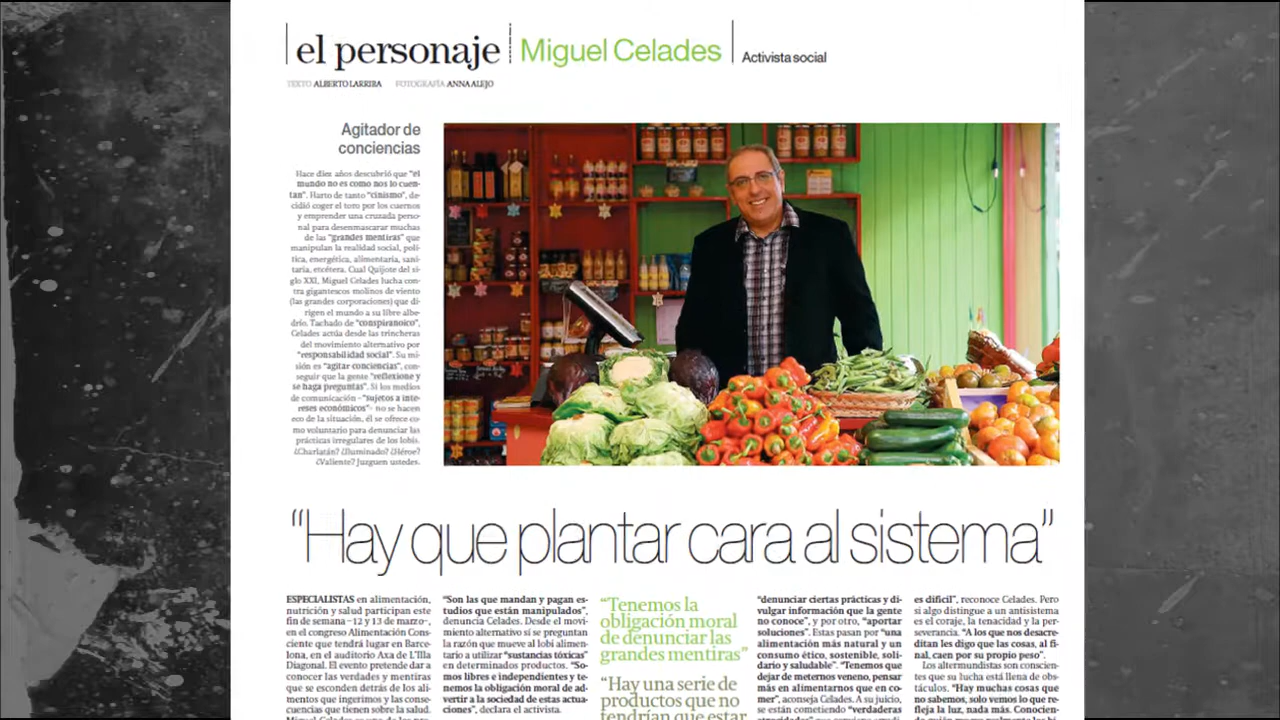 el personaje
Miguel Celades
Activista social
TEXTO ALBERTO LARRIBA FOTOGRAFÍA ANNA ALEJO
Agitador de
conciencias
Hace diez años descubrió que "el
mundo no es como nos lo cuen-
tan". Harto de tanto "cinismo", de-
cidió coger el toro por los cuernos
y emprender una cruzada perso-
nal para desenmascarar muchas
de las "grandes mentiras" que
manipulan la realidad social, polí-
tica, energética, alimentaria, sani-
taria, etcétera. Cual Quijote del si-
glo XXI, Miguel Celades lucha con-
tra gigantescos molinos de viento
(las grandes corporaciones) que di-
rigen el mundo a su libre albe-
drío. Tachado de "conspiranoico",
Celades actúa desde las trincheras
del movimiento alternativo por
"responsabilidad social". Su mi-
sión es "agitar conciencias", con-
seguir que la gente "reflexione y
se haga preguntas". Si los medios
de comunicación –"sujetos a inte-
reses económicos"– no se hacen
eco de la situación, él se ofrece co-
mo voluntario para denunciar las
prácticas irregulares de los lobis.
¿Charlatán? ¿Iluminado? ¿Héroe?
¿Valiente? Juzguen ustedes.
"Hay que plantar cara al sistema"
ESPECIALISTAS en alimentación,
nutrición y salud participan este
fin de semana –12 y 13 de marzo–,
en el congreso Alimentación Cons-
ciente que tendrá lugar en Barce-
lona, en el auditorio Axa de L'Illa
Diagonal. El evento pretende dar a
conocer las verdades y mentiras
que se esconden detrás de los ali-
mentos que ingerimos y las conse-
cuencias que tienen sobre la salud.
Miguel Celades es uno de los pro-
"Son las que mandan y pagan es-
tudios que están manipulados",
denuncia Celades. Desde el movi-
miento alternativo sí se preguntan
la razón que mueve al lobi alimen-
tario a utilizar "sustancias tóxicas"
en determinados productos. "So-
mos libres e independientes y te-
nemos la obligación moral de ad-
vertir a la sociedad de estas actua-
ciones", declara el activista.
"Tenemos la
obligación moral
de denunciar las
grandes mentiras"
"Hay una serie de
productos que no
tendrían que estar
"denunciar ciertas prácticas y di-
vulgar información que la gente
no conoce", y por otro, "aportar
soluciones". Estas pasan por "una
alimentación más natural y un
consumo ético, sostenible, soli-
dario y saludable". "Tenemos que
dejar de meternos veneno, pensar
más en alimentarnos que en co-
mer", aconseja Celades. A su juicio,
se están cometiendo "verdaderas
es difícil", reconoce Celades. Pero
si algo distingue a un antisistema
es el coraje, la tenacidad y la per-
severancia. "A los que nos desacre-
ditan les digo que las cosas, al fi-
nal, caen por su propio peso".
Los altermundistas son conscien-
tes que su lucha está llena de obs-
táculos. "Hay muchas cosas que
no sabemos, solo vemos lo que re-
fleja la luz, nada más. Conocien-